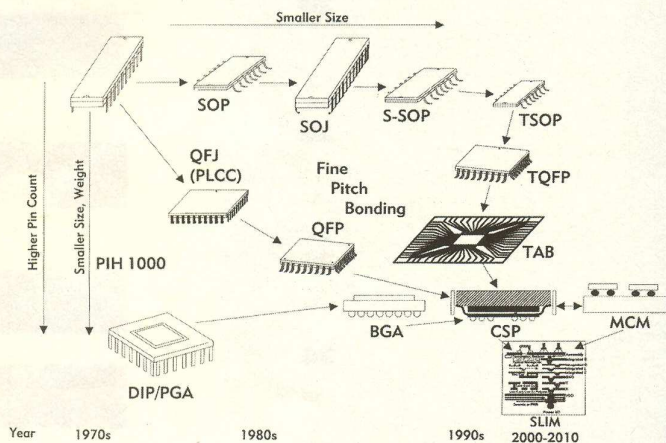 Smaller Size
SOP
SOJ
S-SOP
TSOP
QFJ
(PLCC)
Fine
Pitch
Bonding
TQFP
Higher Pin Count
Smaller Size, Weight
PIH 1000
QFP
TAB
BGA
CSP
MCM
DIP/PGA
SLIM
Year
1970s
1980s
1990s
2000-2010